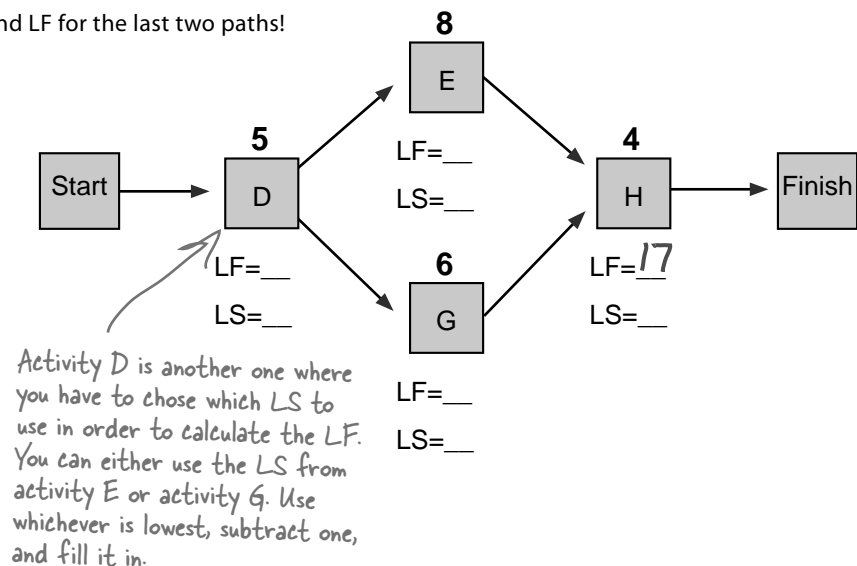 nd LF for the last two paths!
8
E
LF=__
LS=__
5
4
Start
D
H
Finish
LF=__
LS=__
6
G
LF=17
LS=__
LF=__
LS=__
Activity D is another one where
you have to chose which LS to
use in order to calculate the LF.
You can either use the LS from
activity E or activity G. Use
whichever is lowest, subtract one,
and fill it in.